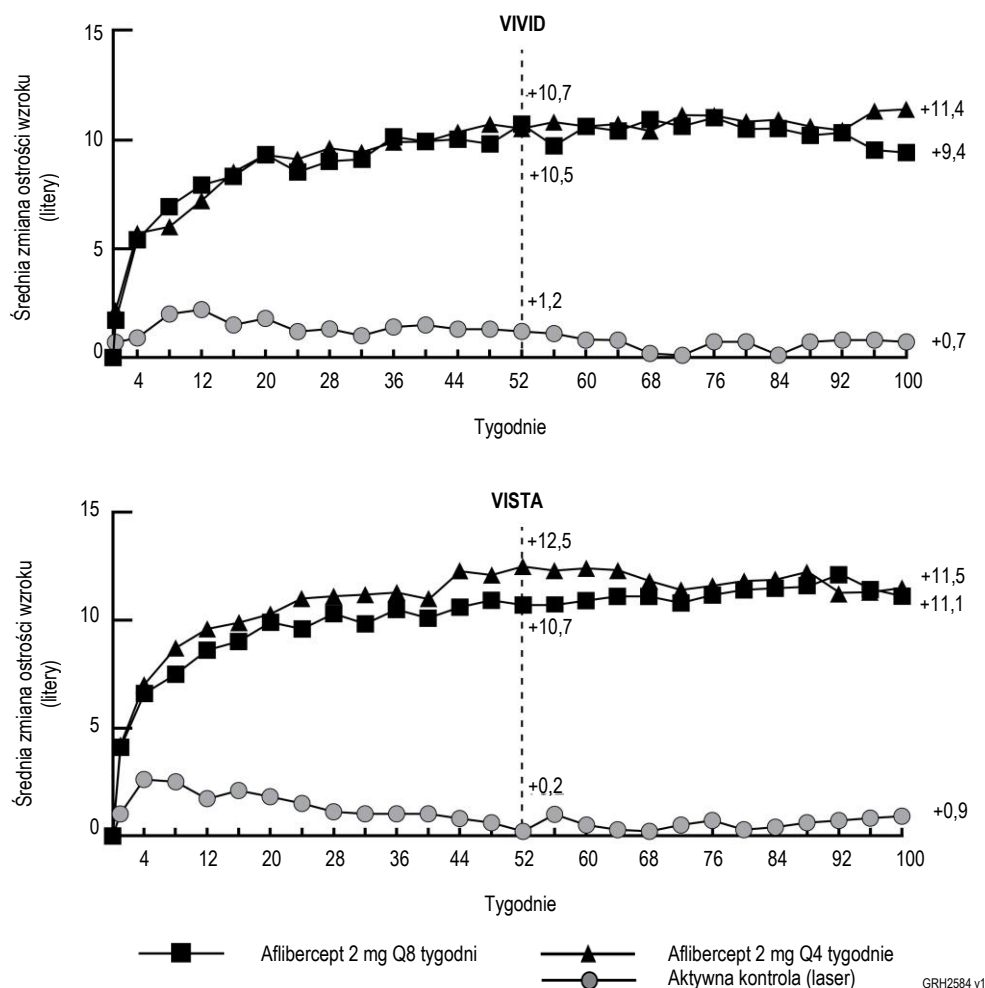 VIVID
Średnia zmiana ostrości wzroku
(litery)
15
10
5
0
+10,7
+10,5
+1,2
+11,4
+9,4
+0,7
4 12 20 28 36 44 52 60 68 76 84 92 100
Tygodnie
VISTA
Średnia zmiana ostrości wzroku
(litery)
15
10
5
0
+12,5
+10,7
+0,2
+11,5
+11,1
+0,9
4 12 20 28 36 44 52 60 68 76 84 92 100
Tygodnie
Aflibercept 2 mg Q8 tygodni
Aflibercept 2 mg Q4 tygodnie
Aktywna kontrola (laser)
GRH2584 v1